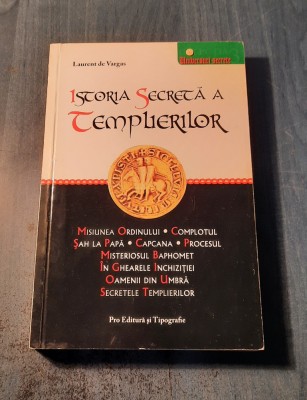 Laurent de Vargas
Istoria Secretă a
Templierilor
Misiunea Ordinului • Complotul
Șah la Papă • Capcana • Procesul
Misteriosul Baphomet
În Ghearele Inchiziției
Oamenii din Umbră
Secretele Templierilor
Pro Editură și Tipografie